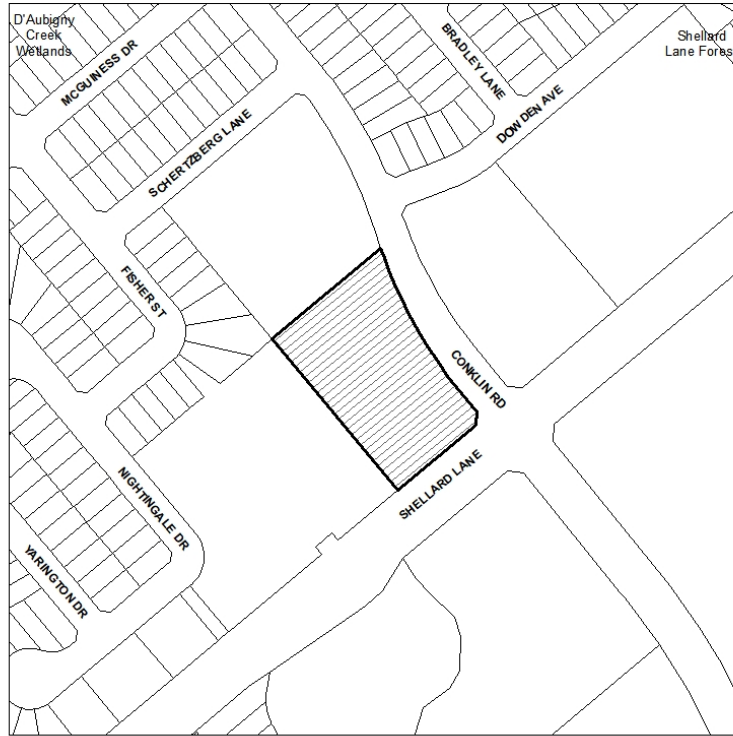 D'Aubigny
Creek
Wetlands
Shellard
Lane Fores
MCGUINESS DR
BRADLEY LANE
DOWDEN AVE
SCHERTZBERG LANE
FISHER ST
CONKLIN RD
SHELLARD LANE
NIGHTINGALE DR
YARINGTON DR